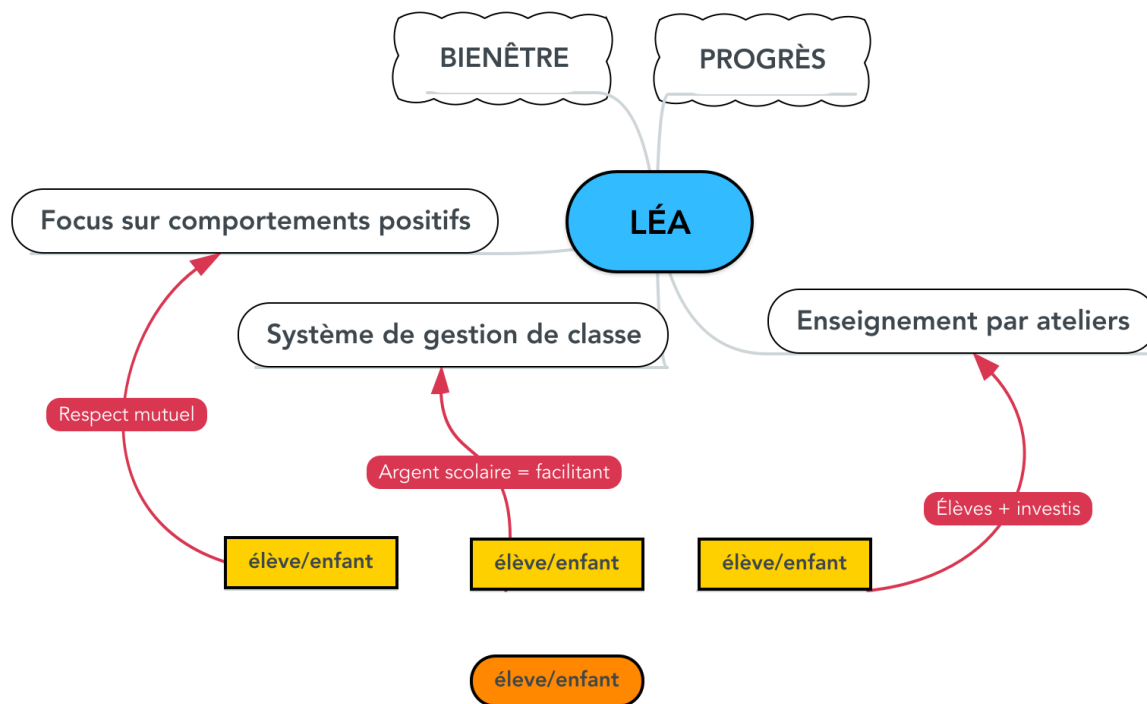 BIENÊTRE
PROGRÈS
LÉA
Focus sur comportements positifs
Système de gestion de classe
Enseignement par ateliers
Respect mutuel
Argent scolaire = facilitant
Élèves + investis
élève/enfant
élève/enfant
élève/enfant
éleve/enfant